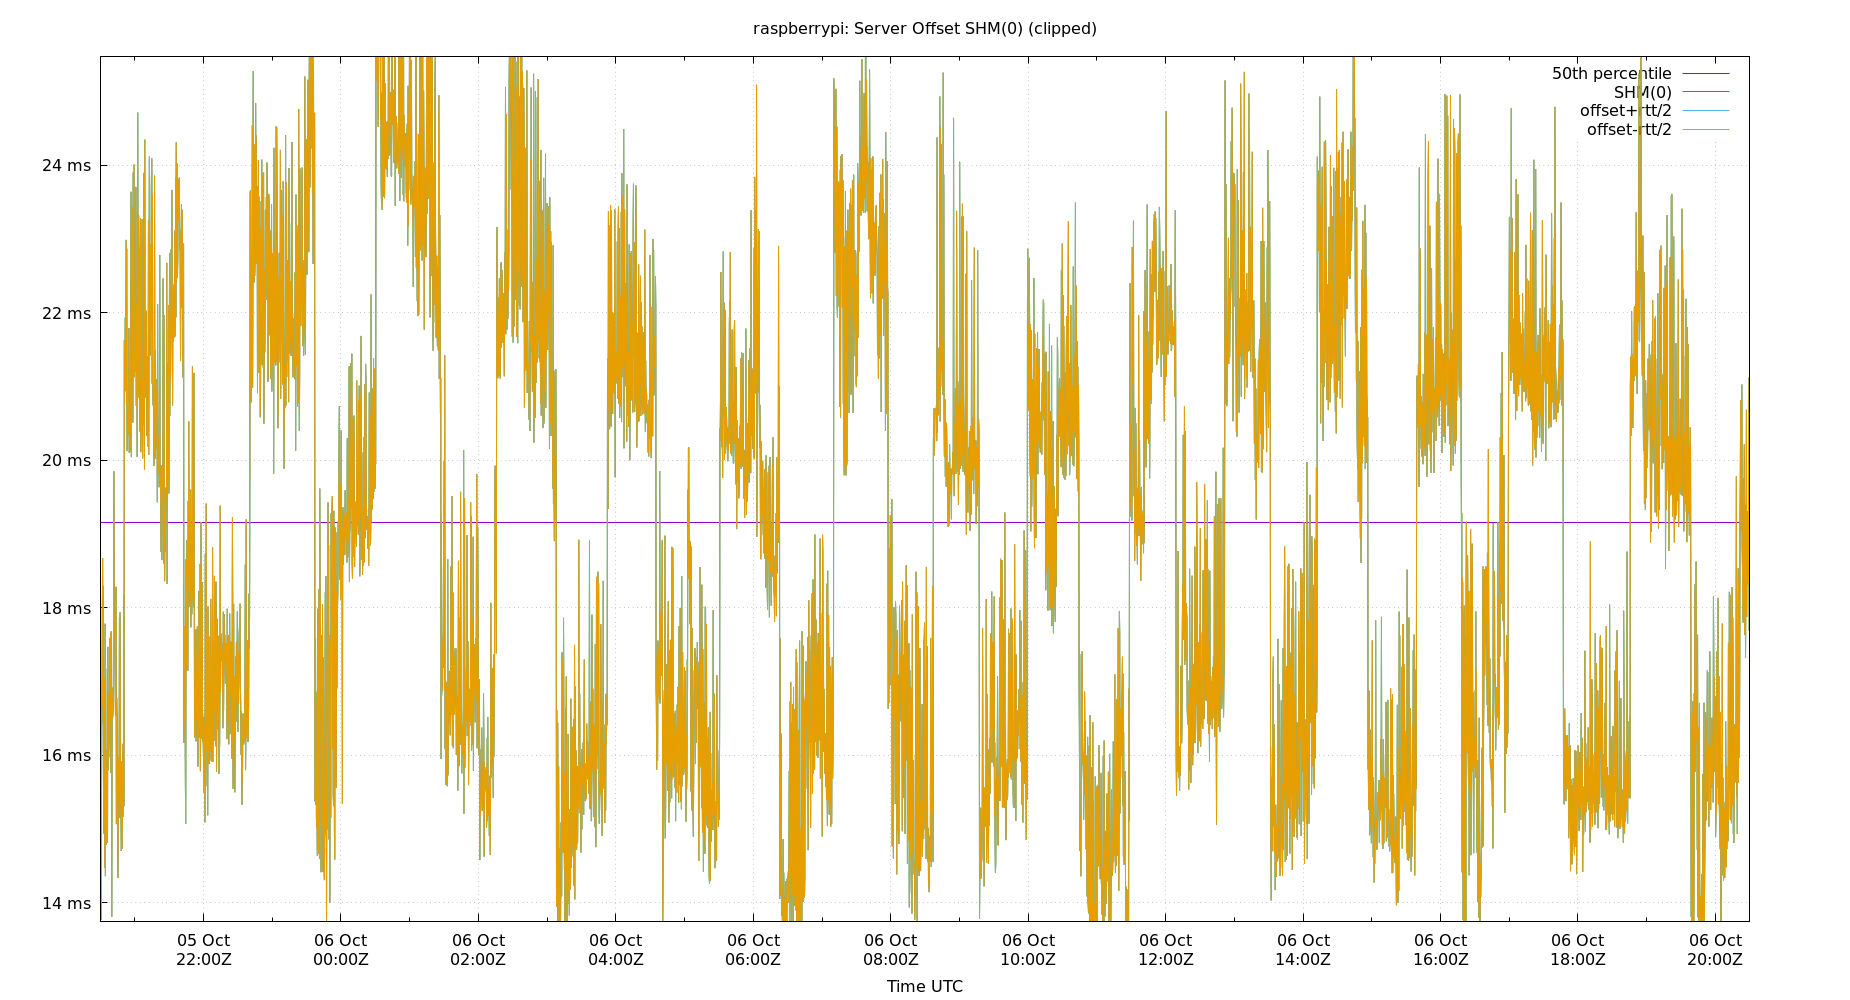 raspberrypi: Server Offset SHM(0) (clipped)
50th percentile
SHM(0)
offset+rtt/2
offset-rtt/2
24 ms
22 ms
20 ms
18 ms
16 ms
14 ms
05 Oct 06 Oct 06 Oct 06 Oct 06 Oct 06 Oct 06 Oct 06 Oct 06 Oct 06 Oct 06 Oct 06 Oct
22:00Z 00:00Z 02:00Z 04:00Z 06:00Z 08:00Z 10:00Z 12:00Z 14:00Z 16:00Z 18:00Z 20:00Z
Time UTC